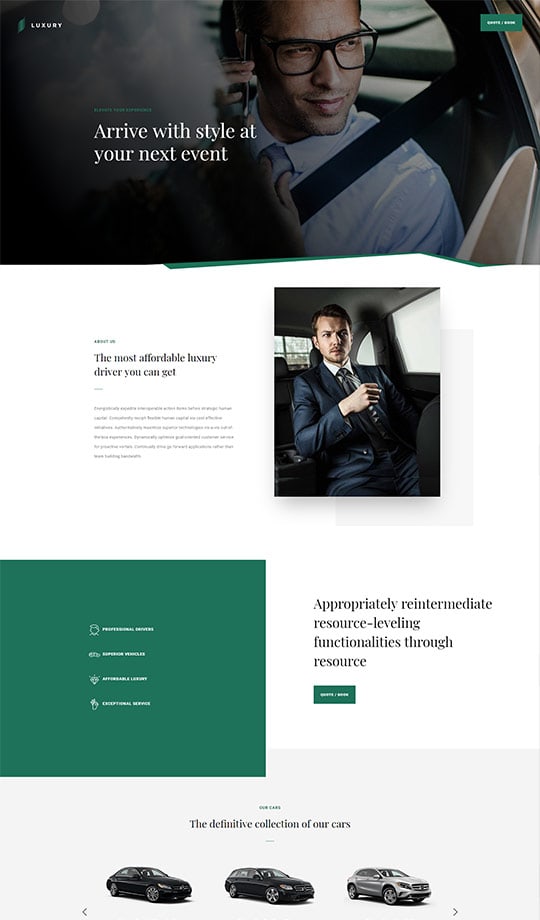 LUXURY
QUOTE / BOOK
ELEVATE YOUR EXPERIENCE
Arrive with style at
your next event
ABOUT US
The most affordable luxury
driver you can get
Energistically expedite interoperable action items before strategic human
capital. Competently recaptiualize flexible human capital via cost effective
initiatives. Authoritatively maximize superior technologies vis-a-vis out-of-
the-box experiences. Dynamically optimize goal-oriented customer service
for proactive vortals. Continually drive go forward applications rather than
team building bandwidth.
PROFESSIONAL DRIVERS
SUPERIOR VEHICLES
AFFORDABLE LUXURY
EXCEPTIONAL SERVICE
Appropriately reintermediate
resource-leveling
functionalities through
resource
QUOTE / BOOK
OUR CARS
The definitive collection of our cars